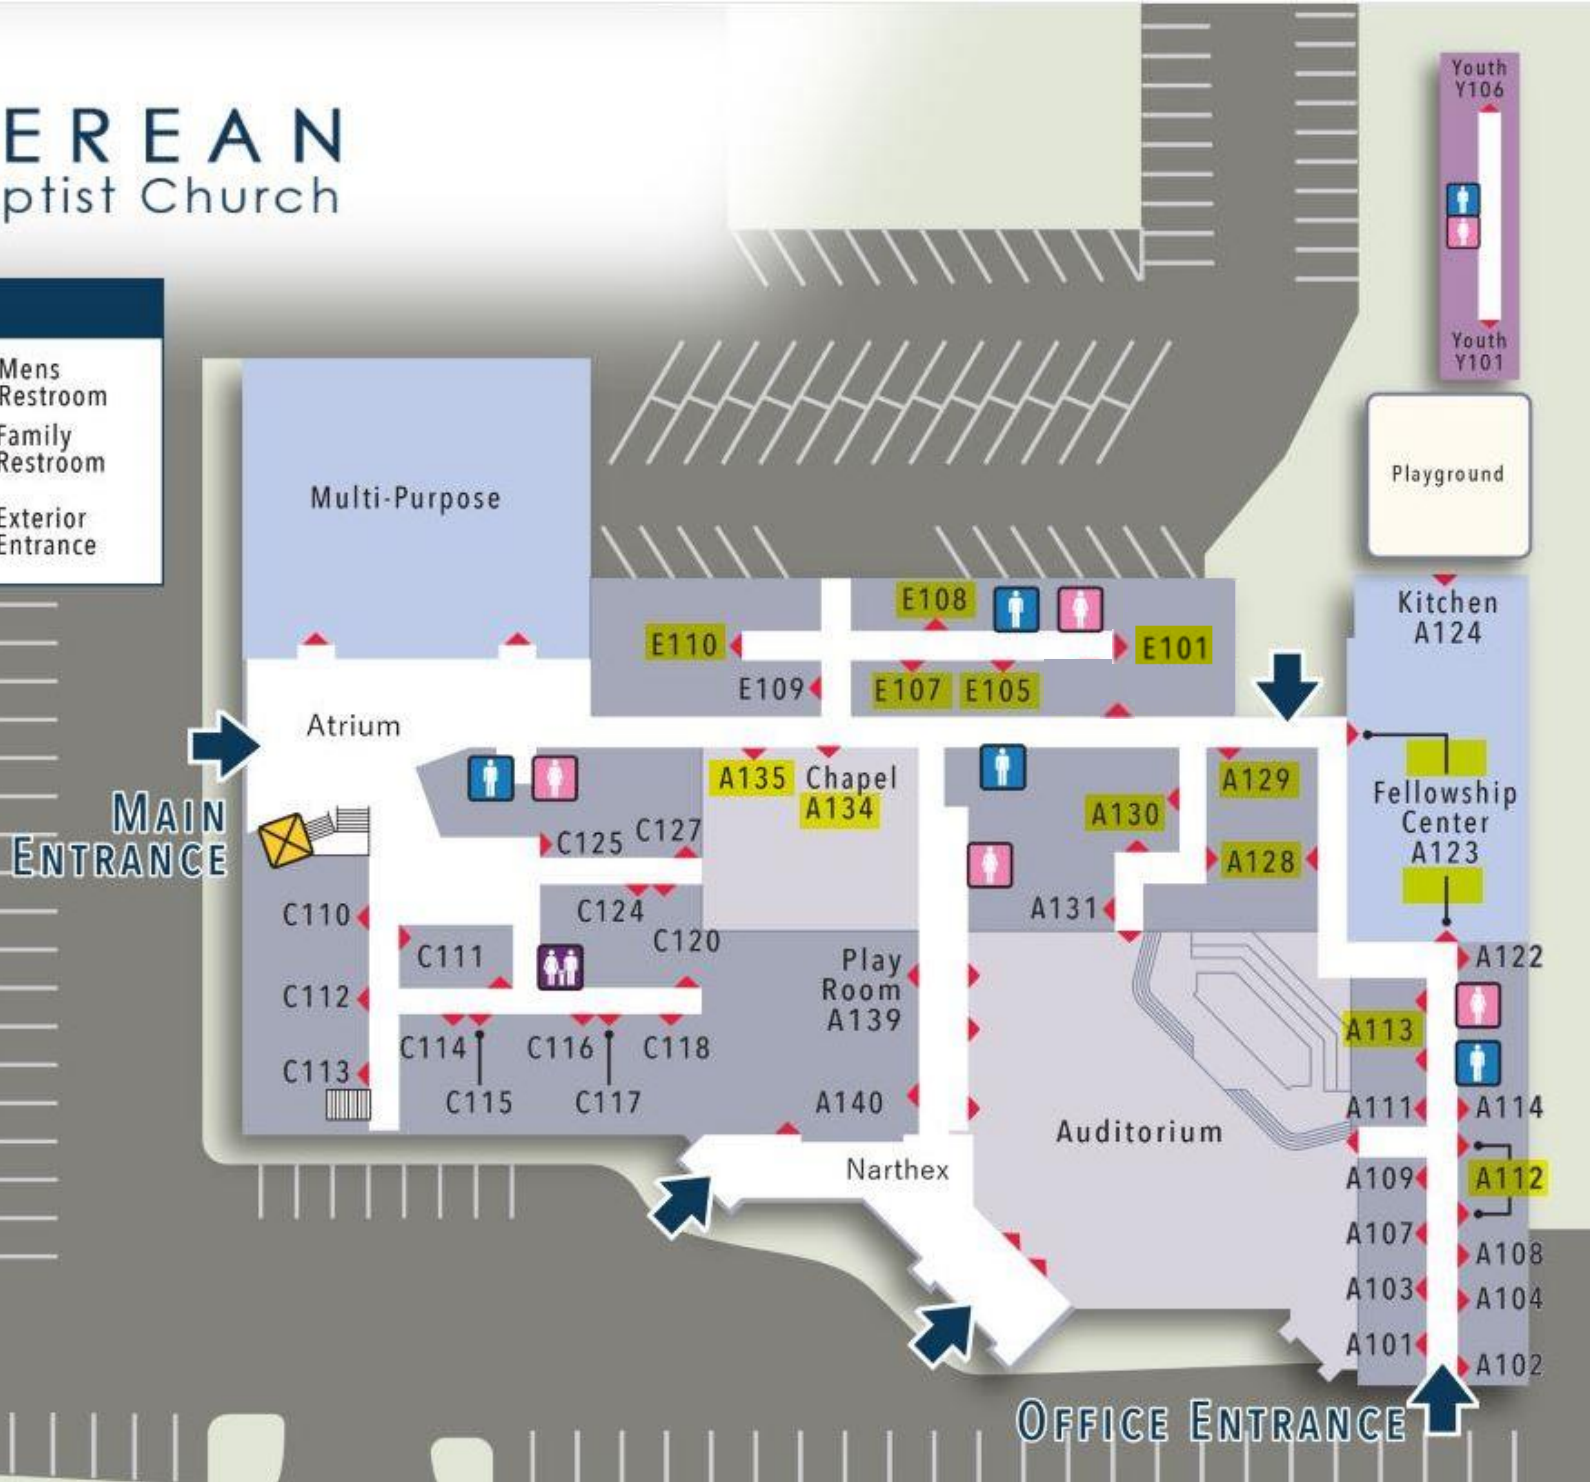 EREAN
ptist Church
Mens
Restroom
Family
Restroom
Exterior
Entrance
Youth
Y106
Youth
Y101
Playground
Multi-Purpose
Kitchen
A124
E108
E110
E101
E109
E107
E105
Atrium
A135
Chapel
A134
A129
A130
Fellowship
Center
A123
MAIN
ENTRANCE
C125
C127
A128
C110
C124
A131
C111
C120
Play
Room
A139
A122
C112
C114
C116
C118
A113
C113
C115
C117
A140
Auditorium
A111
A114
Narthex
A109
A112
A107
A108
A103
A104
A101
A102
OFFICE ENTRANCE